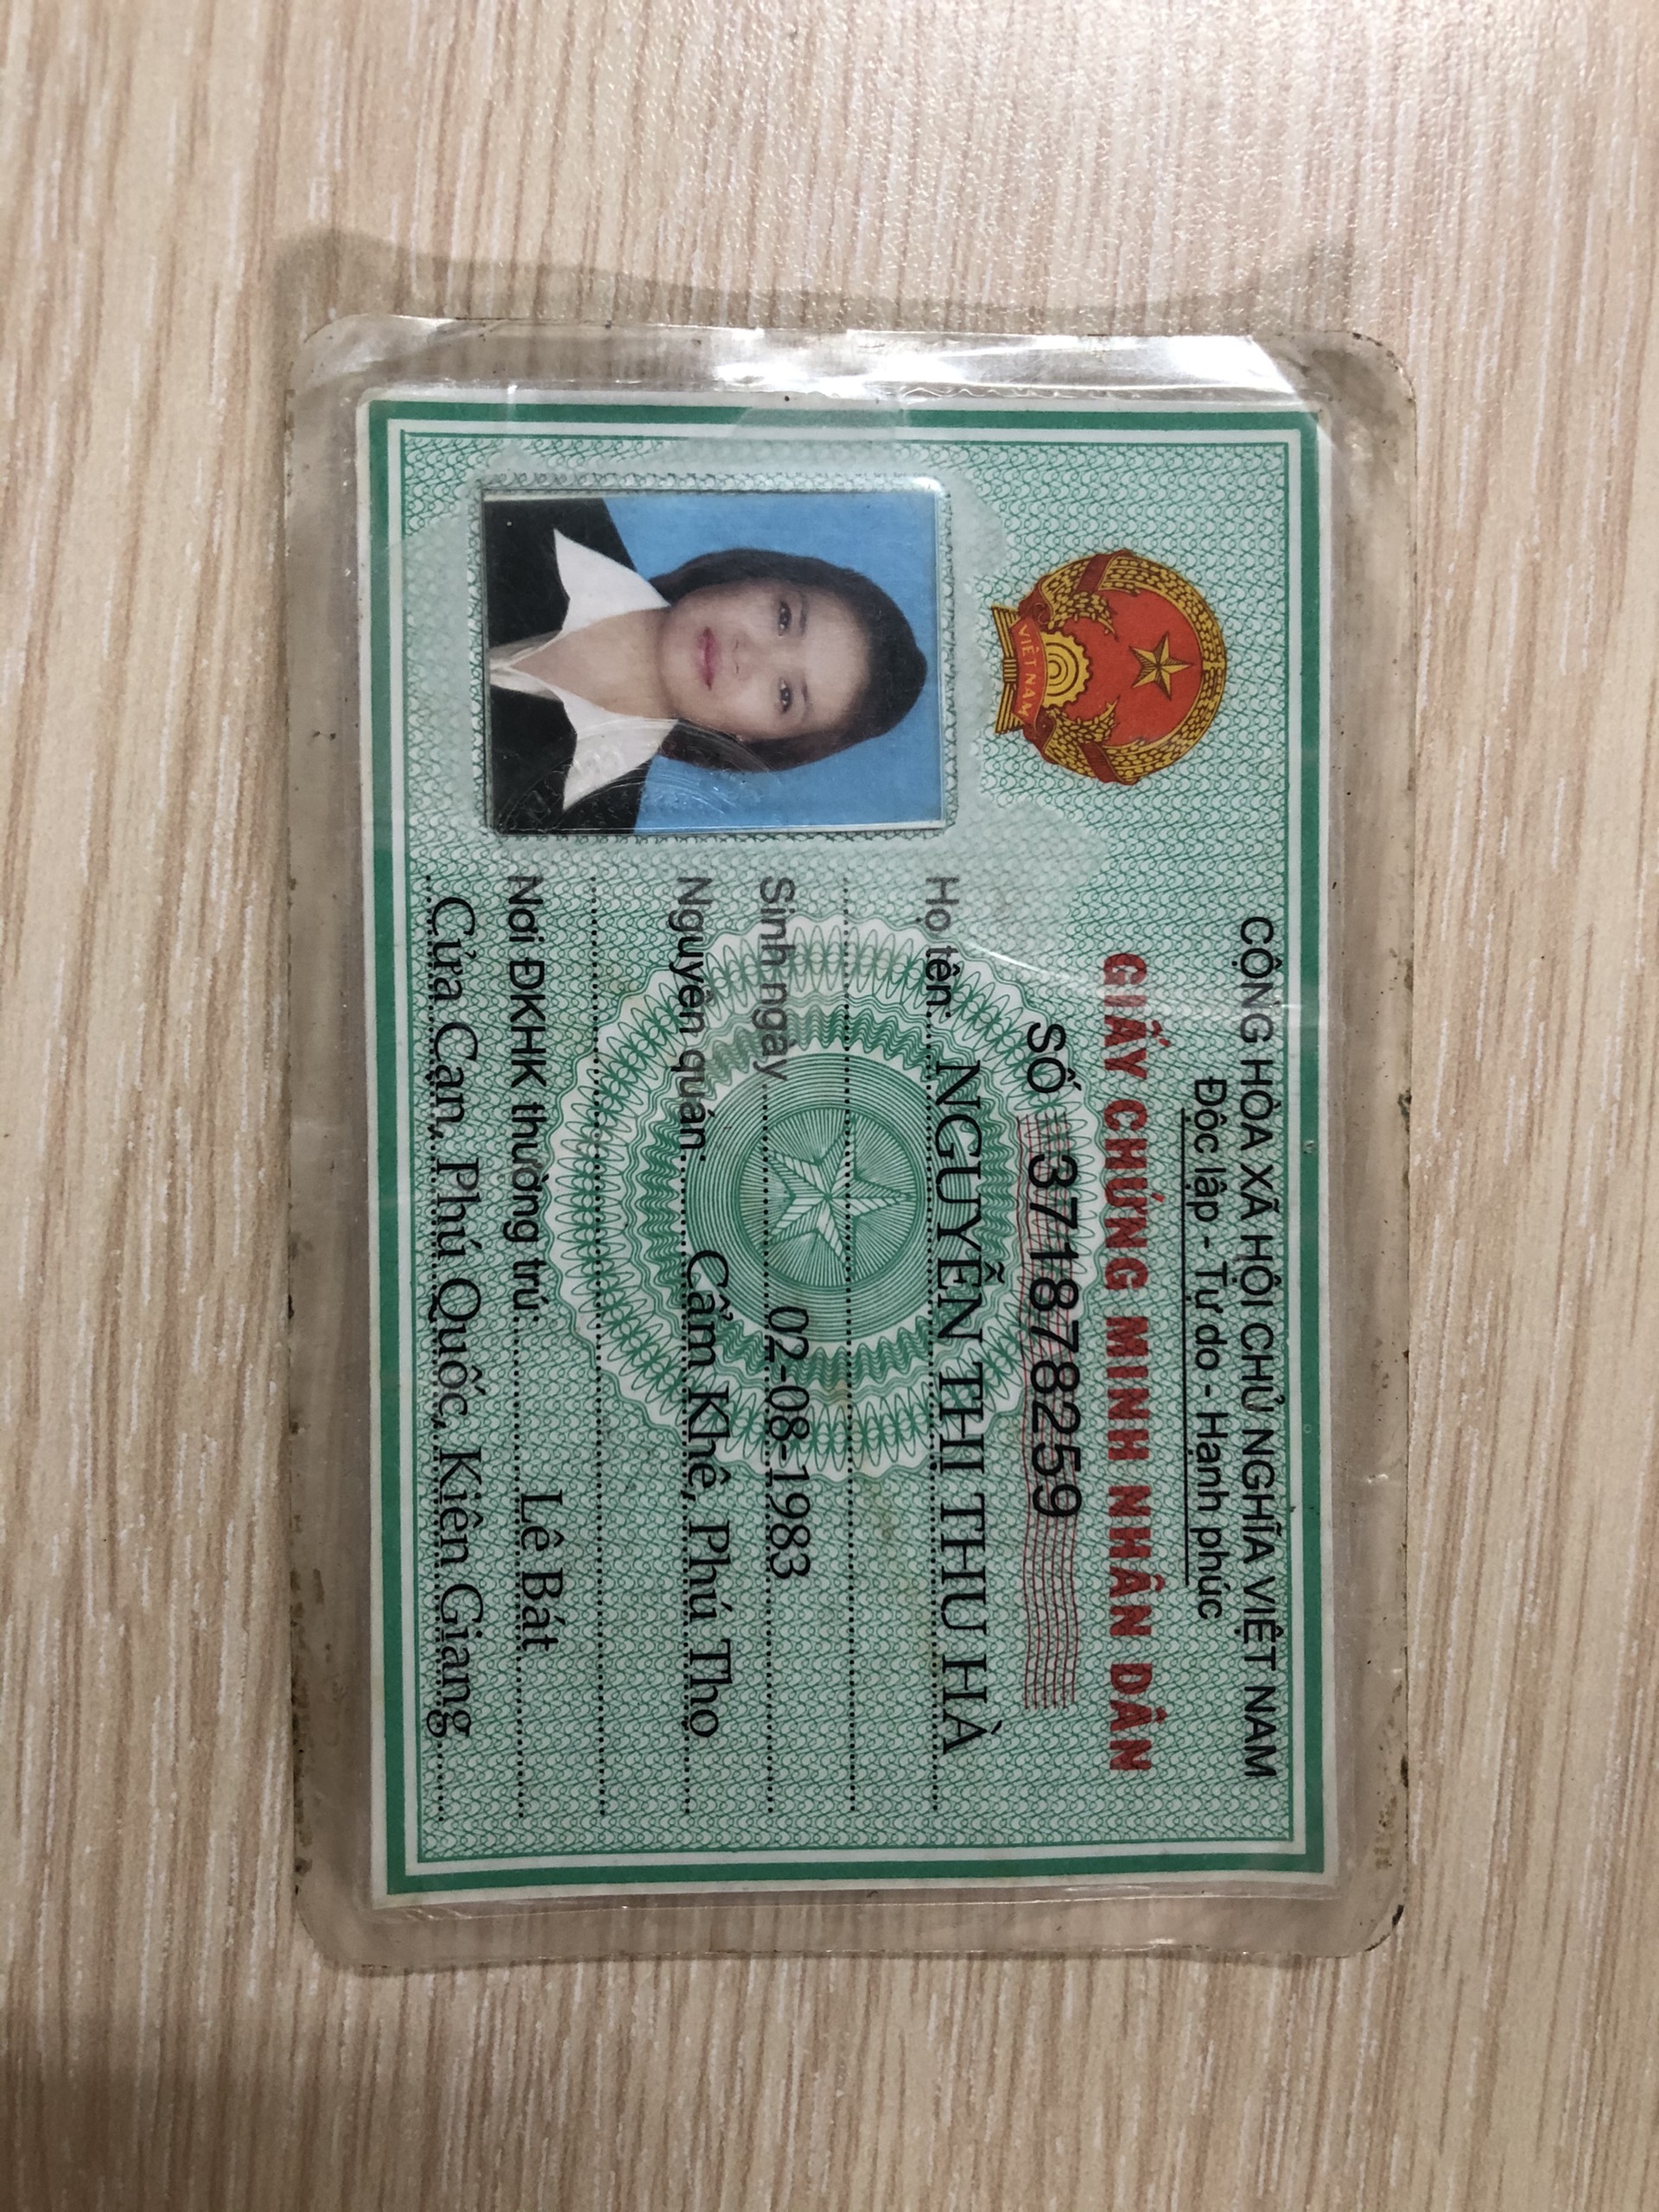 CỘNG HÒA XÃ HỘI CHỦ NGHĨA VIỆT NAM
Độc lập - Tự do - Hạnh phúc
GIẤY CHỨNG MINH NHÂN DÂN
SỐ 371878259
VIỆT NAM
Họ tên: NGUYỄN THỊ THU HÀ
Sinh ngày 02-08-1983
Nguyên quán: Cẩm Khê, Phú Thọ
Nơi ĐKHK thường trú: Lê Bát
Cửa Cạn, Phú Quốc, Kiên Giang